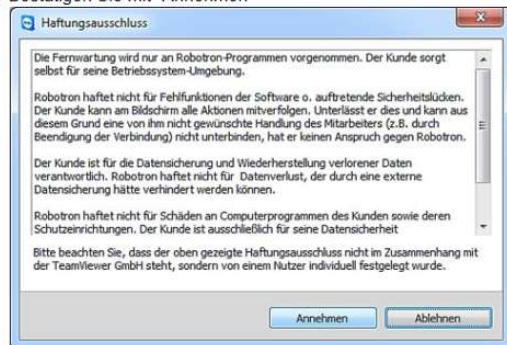 Bestätigen Sie mit "Annehmen"
Haftungsausschluss
Die Fernwartung wird nur an Robotron-Programmen vorgenommen. Der Kunde sorgt
selbst für seine Betriebssystem-Umgebung.
Robotron haftet nicht für Fehlfunktionen der Software o. auftretende Sicherheitslücken.
Der Kunde kann am Bildschirm alle Aktionen mitverfolgen. Unterlässt er dies und kann aus
diesem Grund eine von ihm nicht gewünschte Handlung des Mitarbeiters (z.B. durch
Beendigung der Verbindung) nicht unterbinden, hat er keinen Anspruch gegen Robotron.
Der Kunde ist für die Datensicherung und Wiederherstellung verlorener Daten
verantwortlich. Robotron haftet nicht für Datenverlust, der durch eine externe
Datensicherung hätte verhindert werden können.
Robotron haftet nicht für Schäden an Computerprogrammen des Kunden sowie deren
Schutzeinrichtungen. Der Kunde ist ausschließlich für seine Datensicherheit
Bitte beachten Sie, dass der oben gezeigte Haftungsausschluss nicht im Zusammenhang mit
der TeamViewer GmbH steht, sondern von einem Nutzer individuell festgelegt wurde.
Annehmen
Ablehnen